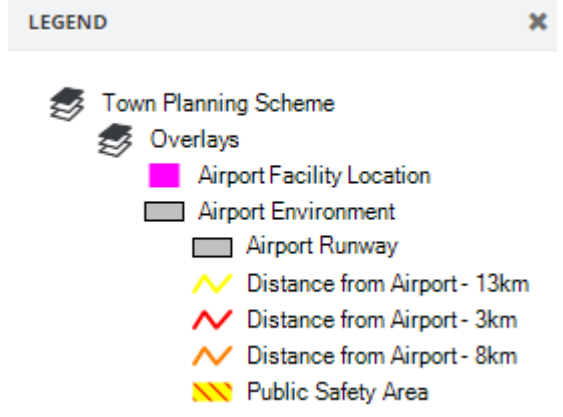 LEGEND
Town Planning Scheme
Overlays
Airport Facility Location
Airport Environment
Airport Runway
Distance from Airport - 13km
Distance from Airport - 3km
Distance from Airport - 8km
Public Safety Area